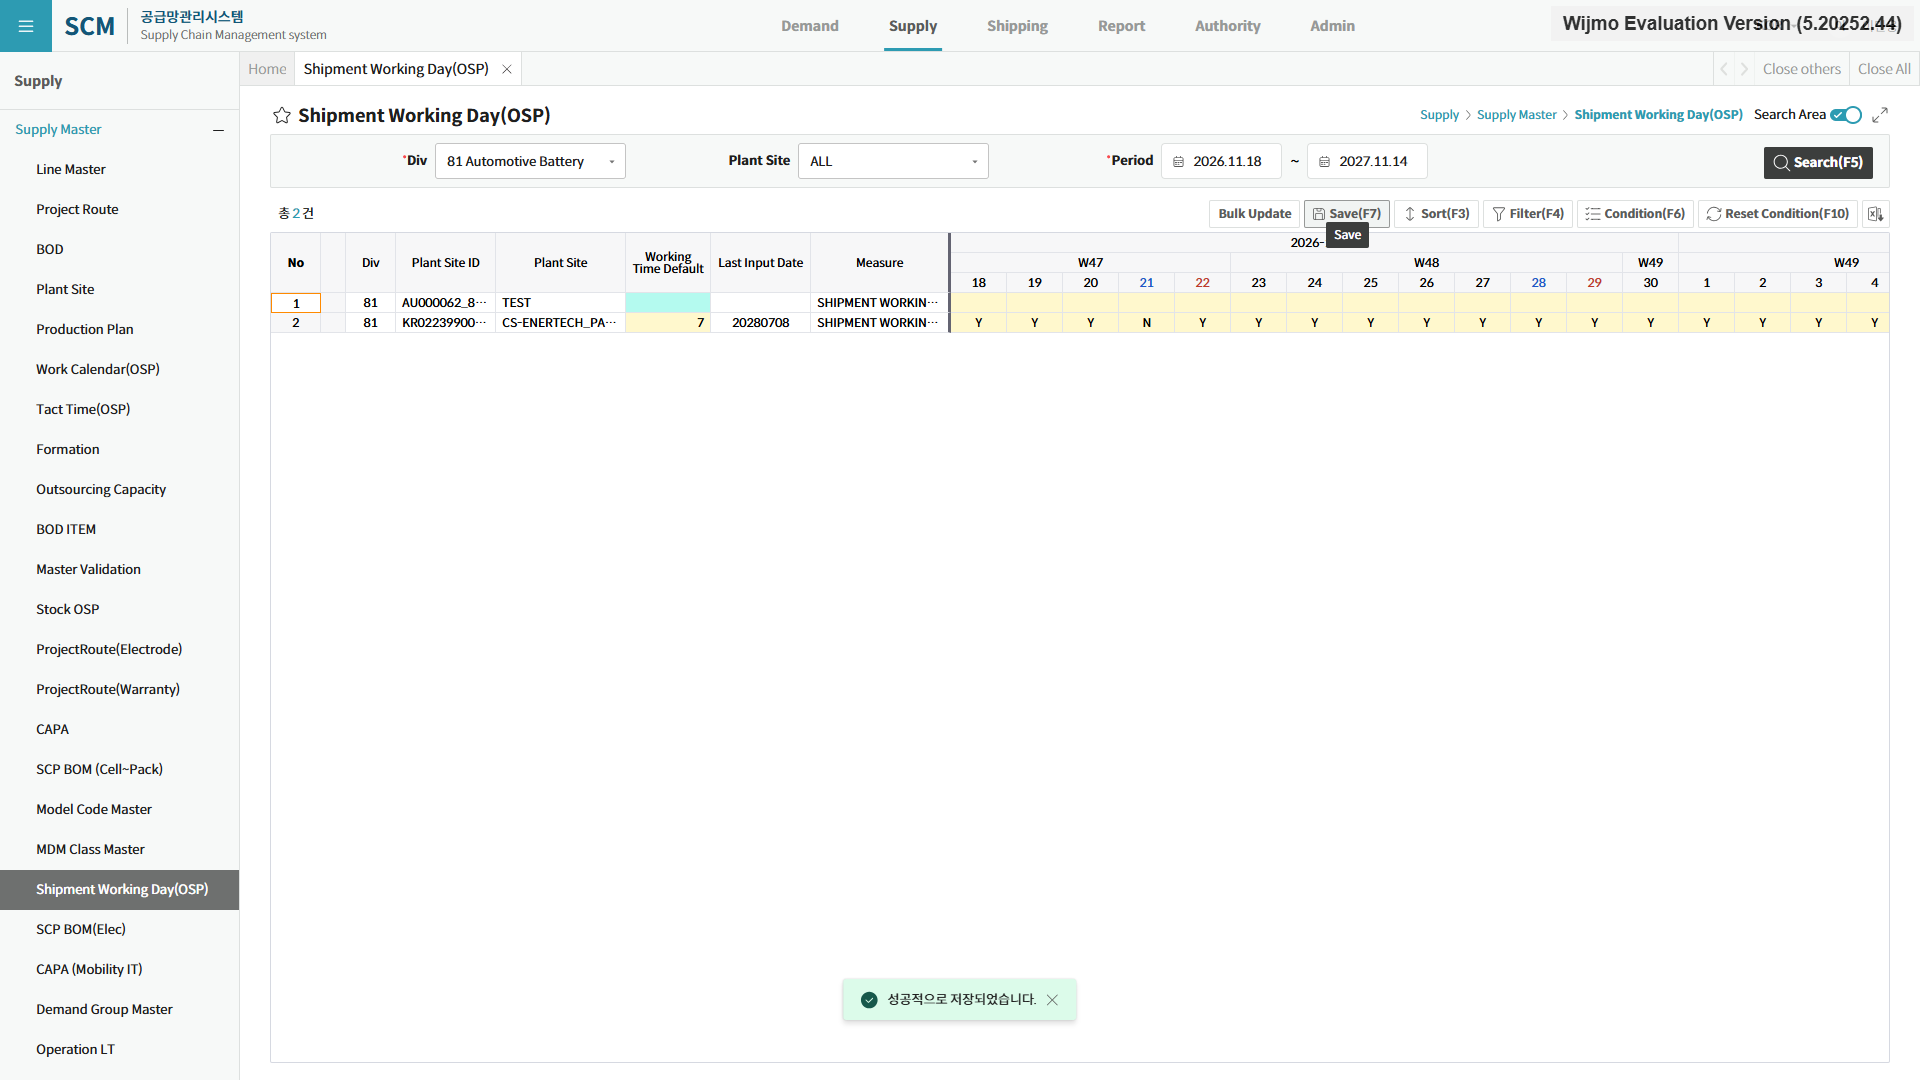 SCM
공급망관리시스템
Supply Chain Management system
Demand
Supply
Shipping
Report
Authority
Admin
Wijmo Evaluation Version (5.20252.44)
Supply
Home
Shipment Working Day(OSP)
Close others
Close All
Supply Master
Line Master
Project Route
BOD
Plant Site
Production Plan
Work Calendar(OSP)
Tact Time(OSP)
Formation
Outsourcing Capacity
BOD ITEM
Master Validation
Stock OSP
ProjectRoute(Electrode)
ProjectRoute(Warranty)
CAPA
SCP BOM (Cell~Pack)
Model Code Master
MDM Class Master
Shipment Working Day(OSP)
SCP BOM(Elec)
CAPA (Mobility IT)
Demand Group Master
Operation LT
Shipment Working Day(OSP)
Supply > Supply Master > Shipment Working Day(OSP)
Search Area
*Div 81 Automotive Battery
Plant Site ALL
*Period 2026.11.18 ~ 2027.11.14
Search(F5)
총 2 건
Bulk Update
Save(F7)
Sort(F3)
Filter(F4)
Condition(F6)
Reset Condition(F10)
Save
No Div Plant Site ID Plant Site Working Time Default Last Input Date Measure
2026-
W47 W48 W49 W49
18 19 20 21 22 23 24 25 26 27 28 29 30 1 2 3 4
1 81 AU000062_8··· TEST SHIPMENT WORKIN···
2 81 KR02239900··· CS-ENERTECH_PA··· 7 20280708 SHIPMENT WORKIN··· Y Y Y N Y Y Y Y Y Y Y Y Y Y Y Y Y
성공적으로 저장되었습니다.